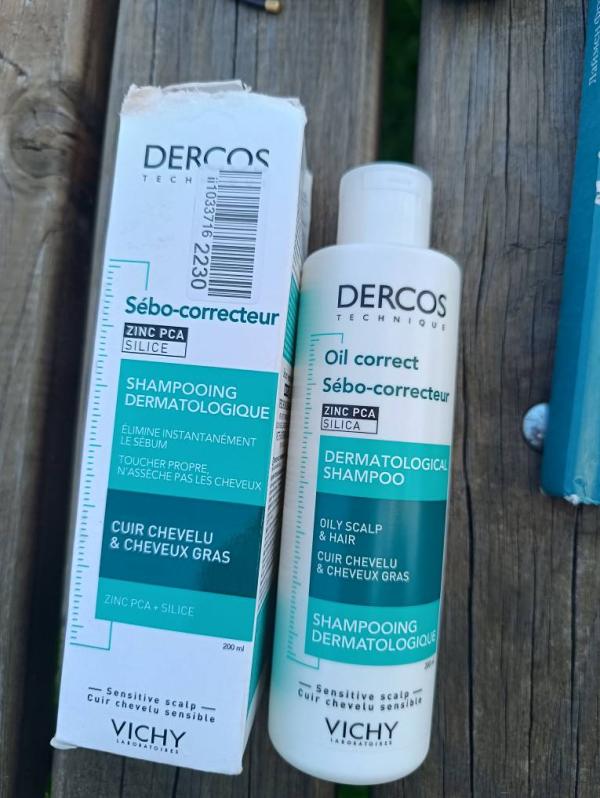 DERCOS
TECH
i1033716 2230
Sébo-correcteur
ZINC PCA
SILICE
SHAMPOOING
DERMATOLOGIQUE
ÉLIMINE INSTANTANÉMENT
LE SÉBUM
TOUCHER PROPRE,
N'ASSÈCHE PAS LES CHEVEUX
CUIR CHEVELU
& CHEVEUX GRAS
ZINC PCA + SILICE
200 ml
Sensitive scalp
Cuir chevelu sensible
VICHY
LABORATOIRES
DERCOS
TECHNIQUE
Oil correct
Sébo-correcteur
ZINC PCA
SILICA
DERMATOLOGICAL
SHAMPOO
OILY SCALP
& HAIR
CUIR CHEVELU
& CHEVEUX GRAS
SHAMPOOING
DERMATOLOGIQUE
Sensitive scalp
Cuir chevelu sensible
VICHY
LABORATOIRES